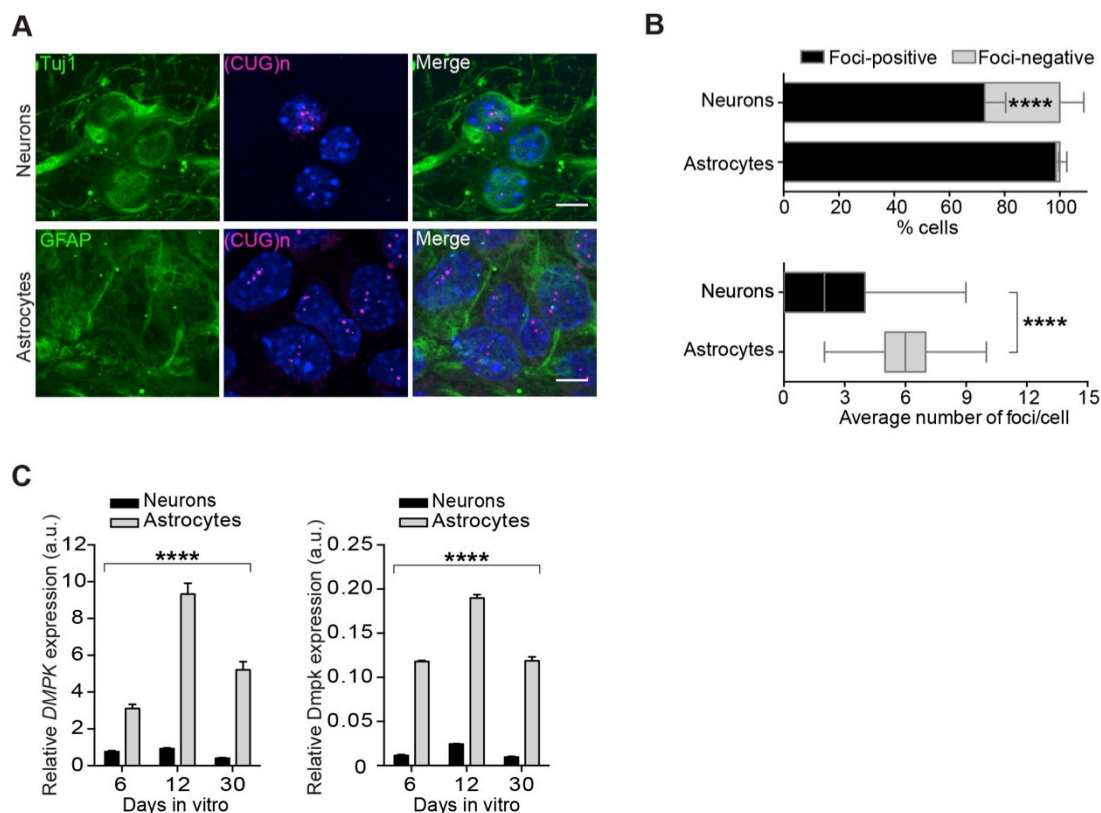 A
Tuj1
(CUG)n
Merge
Neurons
GFAP
(CUG)n
Merge
Astrocytes
B
Foci-positive
Foci-negative
Neurons
****
Astrocytes
0 20 40 60 80 100
% cells
Neurons
****
Astrocytes
0 3 6 9 12 15
Average number of foci/cell
C
Neurons
Astrocytes
Relative DMPK expression (a.u.)
12
10
8
6
4
2
0
****
6 12 30
Days in vitro
Neurons
Astrocytes
Relative Dmpk expression (a.u.)
0.25
0.20
0.15
0.10
0.05
0
****
6 12 30
Days in vitro